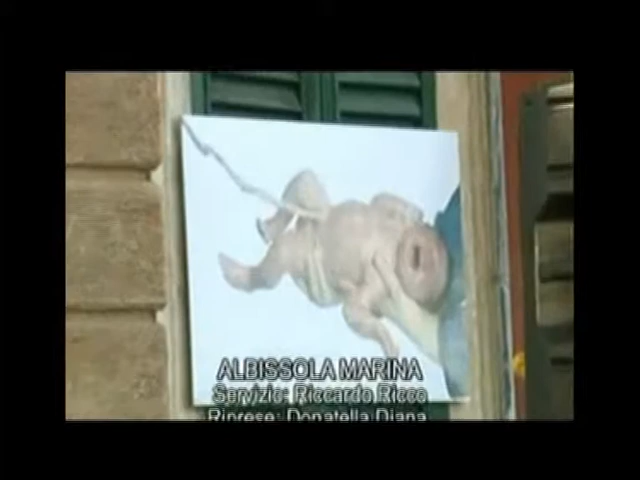 ALBISSOLA MARINA
Servizio: Riccardo Ricco
Riprese: Donatella Diana